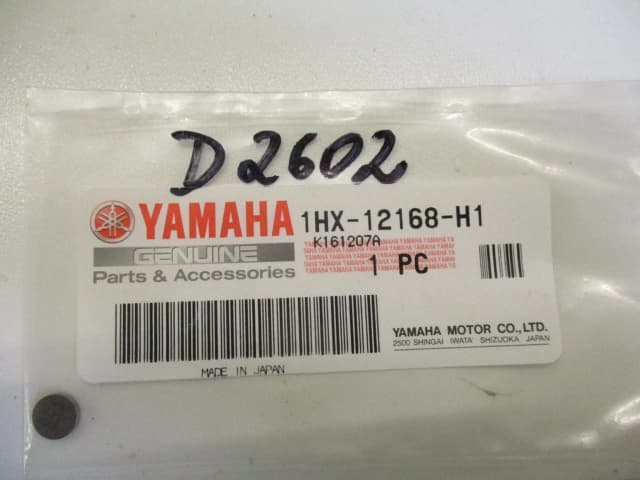 D2602
YAMAHA 1HX-12168-H1
GENUINE K161207A
Parts & Accessories 1 PC
YAMAHA MOTOR CO., LTD.
2500 SHINGAI IWATA SHIZUOKA JAPAN
MADE IN JAPAN